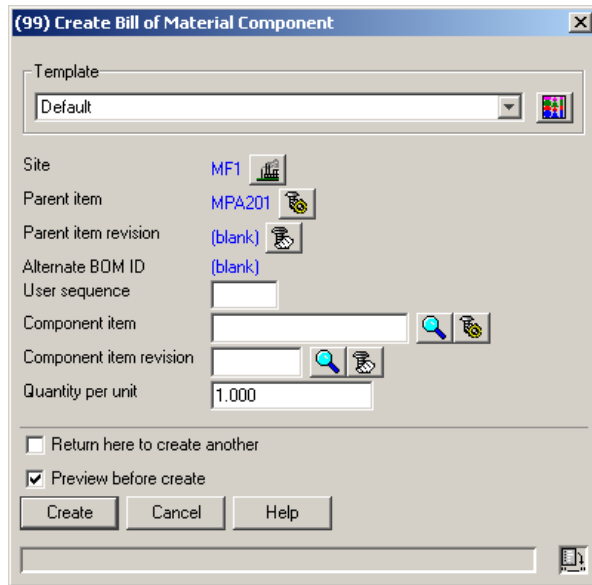 (99) Create Bill of Material Component
Template
Default
Site MF1
Parent item MPA201
Parent item revision (blank)
Alternate BOM ID (blank)
User sequence
Component item
Component item revision
Quantity per unit 1.000
Return here to create another
Preview before create
Create Cancel Help